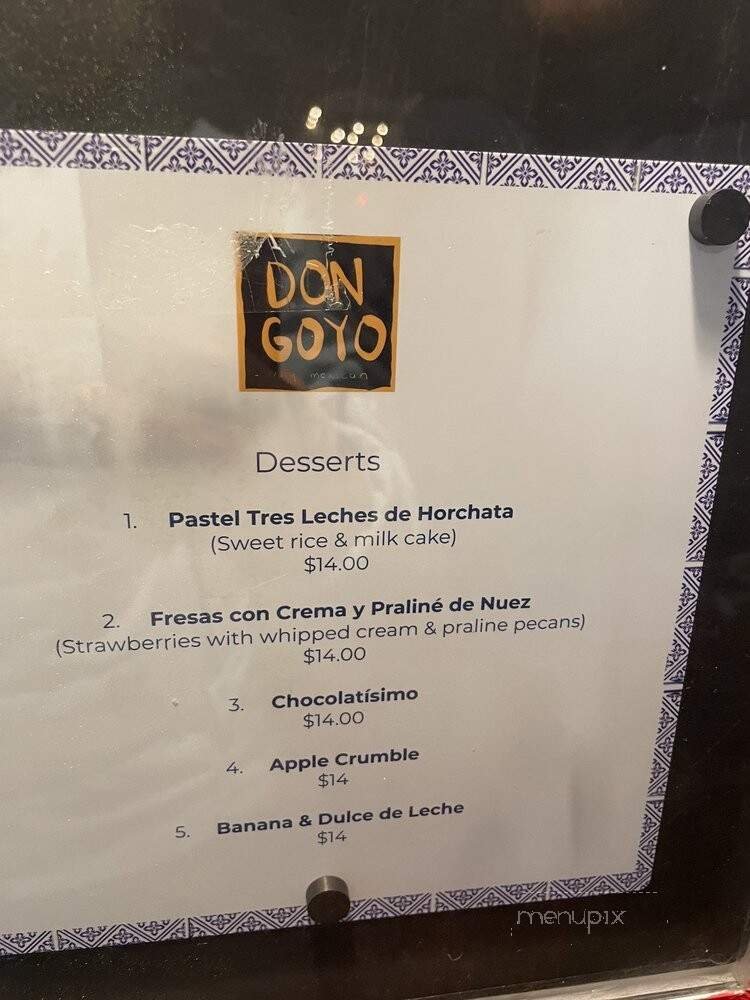 DON
GOYO
mexican
Desserts
1. Pastel Tres Leches de Horchata
(Sweet rice & milk cake)
$14.00
2. Fresas con Crema y Praliné de Nuez
(Strawberries with whipped cream & praline pecans)
$14.00
3. Chocolatísimo
$14.00
4. Apple Crumble
$14
5. Banana & Dulce de Leche
$14
menupix